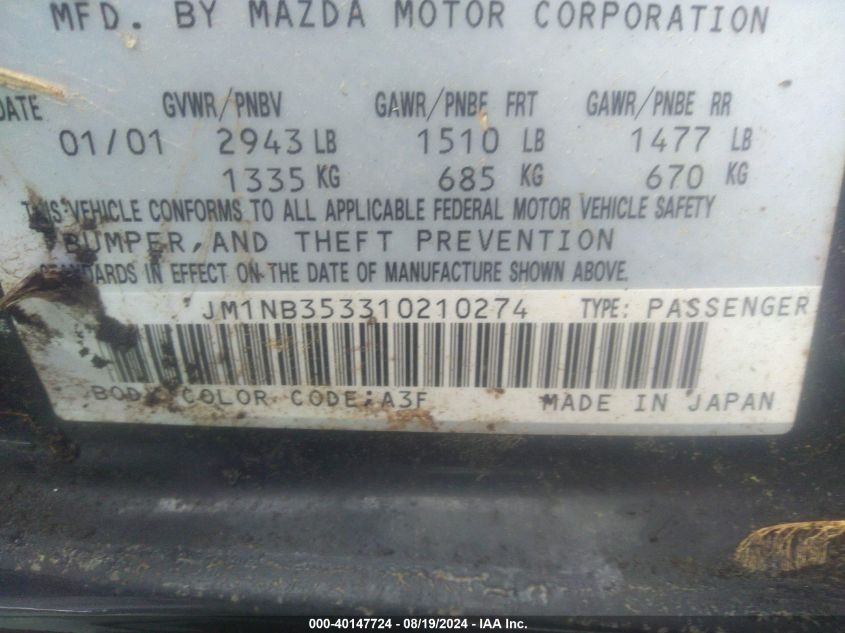 MFD. BY MAZDA MOTOR CORPORATION
DATE GVWR/PNBV GAWR/PNBE FRT GAWR/PNBE RR
01/01 2943 LB 1510 LB 1477 LB
1335 KG 685 KG 670 KG
THIS VEHICLE CONFORMS TO ALL APPLICABLE FEDERAL MOTOR VEHICLE SAFETY
BUMPER, AND THEFT PREVENTION
STANDARDS IN EFFECT ON THE DATE OF MANUFACTURE SHOWN ABOVE.
JM1NB353310210274 TYPE: PASSENGER
BODY COLOR CODE: A3F MADE IN JAPAN
000-40147724 - 08/19/2024 - IAA Inc.